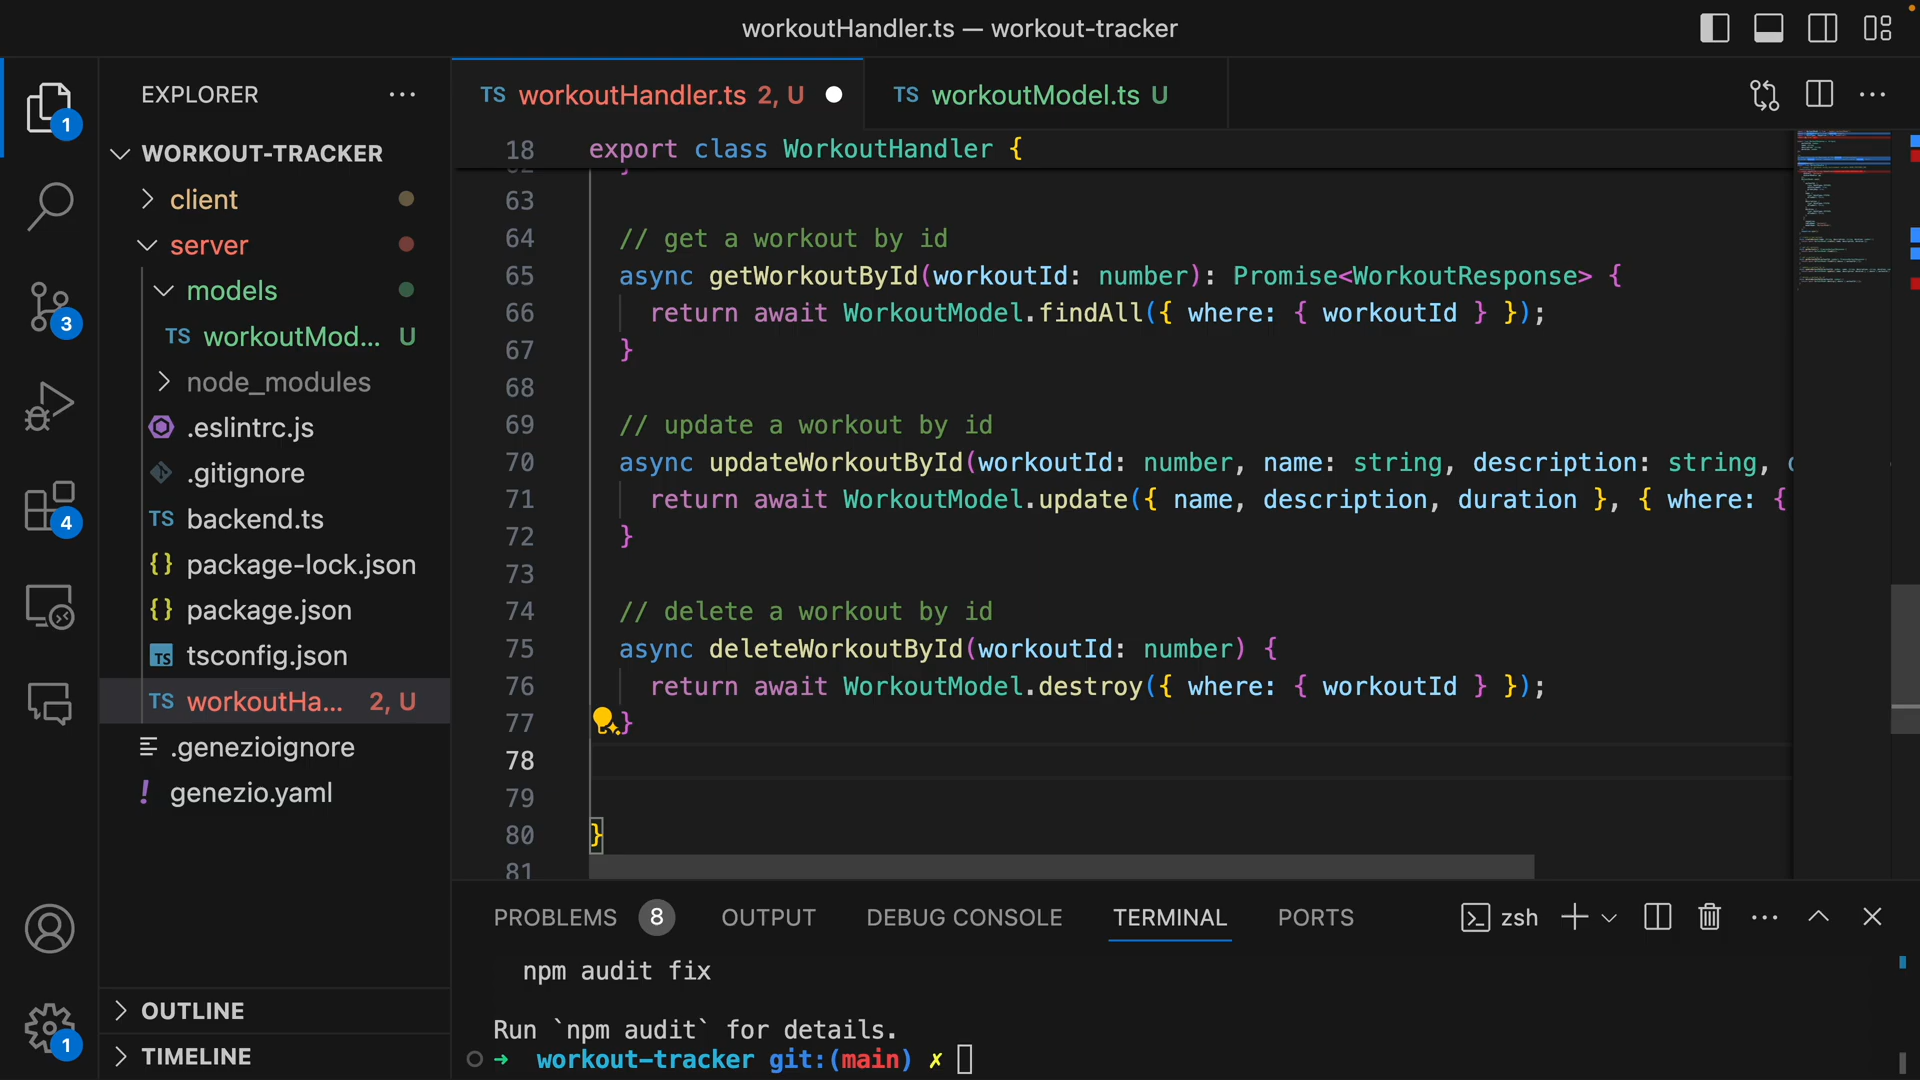 workoutHandler.ts — workout-tracker
EXPLORER
WORKOUT-TRACKER
client
server
models
TS workoutMod... U
node_modules
.eslintrc.js
.gitignore
TS backend.ts
{} package-lock.json
{} package.json
TS tsconfig.json
TS workoutHa... 2, U
.genezioignore
! genezio.yaml
OUTLINE
TIMELINE
1
3
4
1
TS workoutHandler.ts 2, U
TS workoutModel.ts U
18 export class WorkoutHandler {
62 }
63
64 // get a workout by id
65 async getWorkoutById(workoutId: number): Promise<WorkoutResponse> {
66 return await WorkoutModel.findAll({ where: { workoutId } });
67 }
68
69 // update a workout by id
70 async updateWorkoutById(workoutId: number, name: string, description: string,
71 return await WorkoutModel.update({ name, description, duration }, { where: {
72 }
73
74 // delete a workout by id
75 async deleteWorkoutById(workoutId: number) {
76 return await WorkoutModel.destroy({ where: { workoutId } });
77 }
78
79
80 }
81
PROBLEMS 8 OUTPUT DEBUG CONSOLE TERMINAL PORTS zsh
npm audit fix
Run `npm audit` for details.
➜ workout-tracker git:(main) ✗